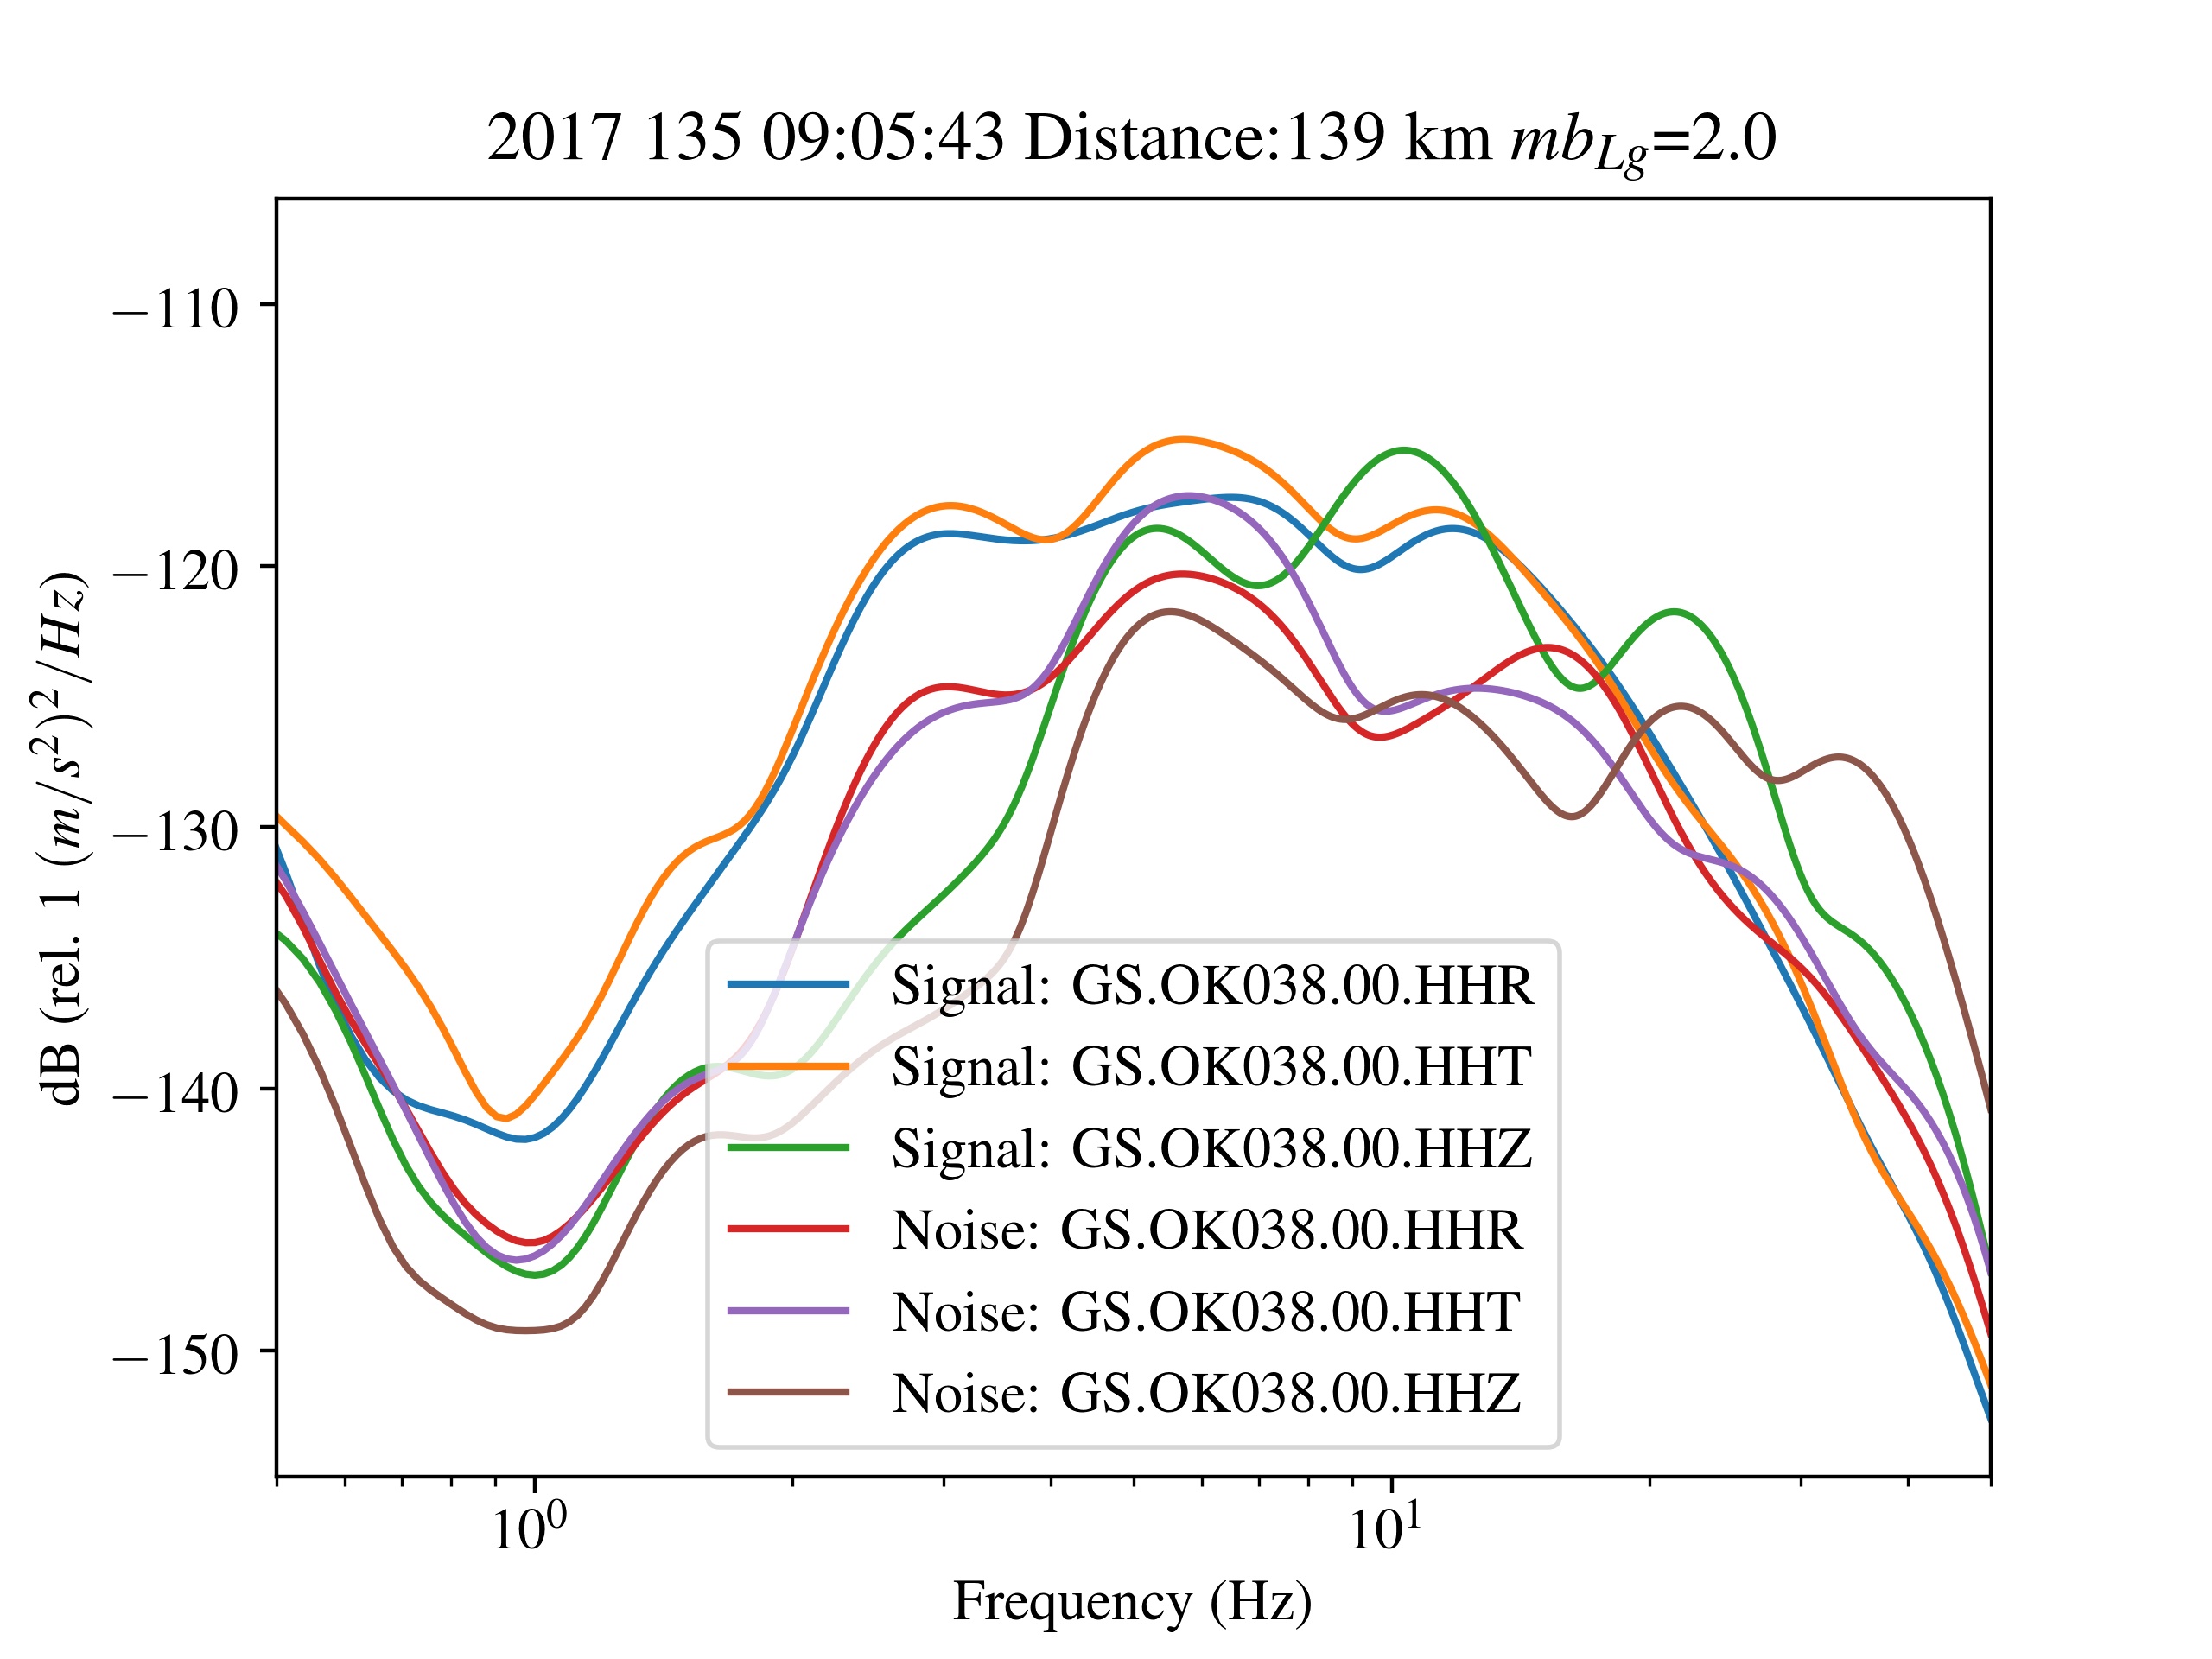 2017 135 09:05:43 Distance:139 km mb_{Lg}=2.0
dB (rel. 1 (m/s²)²/Hz)
−110
−120
−130
−140
−150
Signal: GS.OK038.00.HHR
Signal: GS.OK038.00.HHT
Signal: GS.OK038.00.HHZ
Noise: GS.OK038.00.HHR
Noise: GS.OK038.00.HHT
Noise: GS.OK038.00.HHZ
10⁰ 10¹
Frequency (Hz)